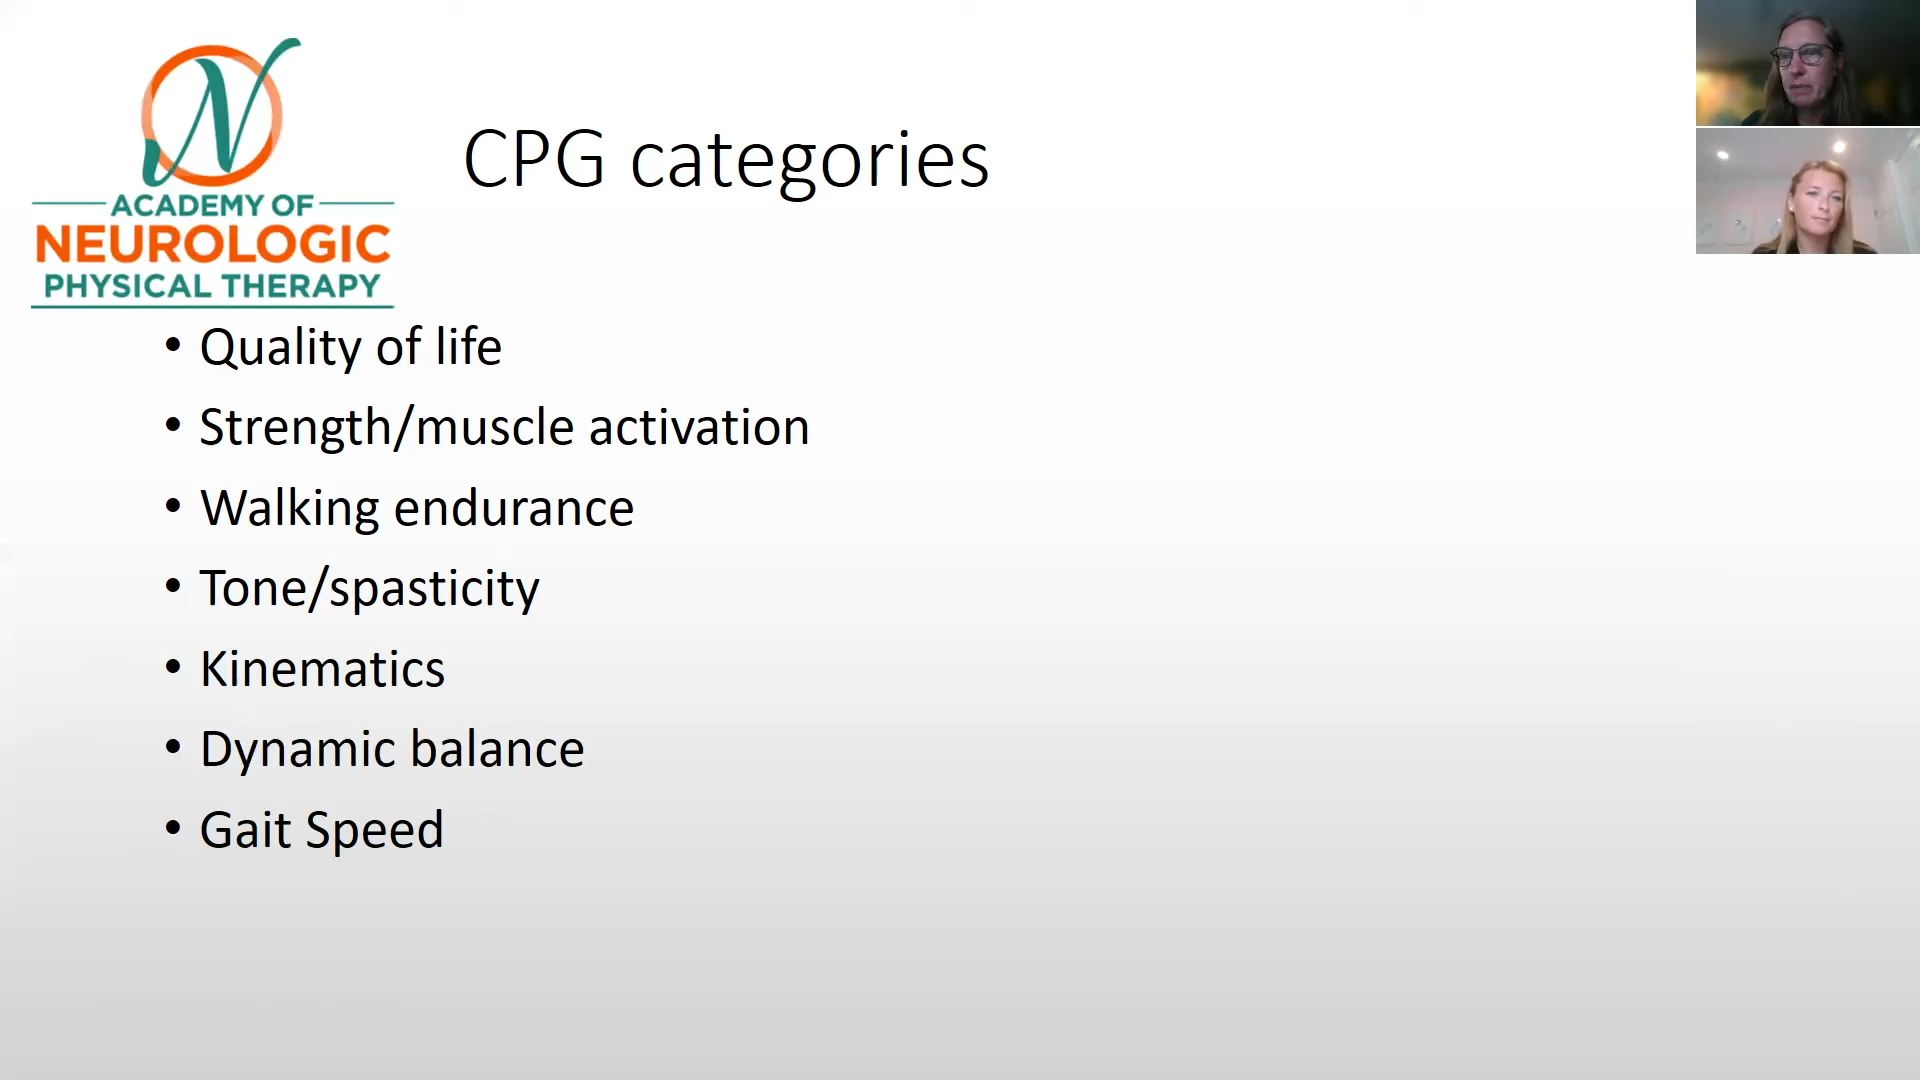 N
ACADEMY OF
NEUROLOGIC
PHYSICAL THERAPY
CPG categories
• Quality of life
• Strength/muscle activation
• Walking endurance
• Tone/spasticity
• Kinematics
• Dynamic balance
• Gait Speed